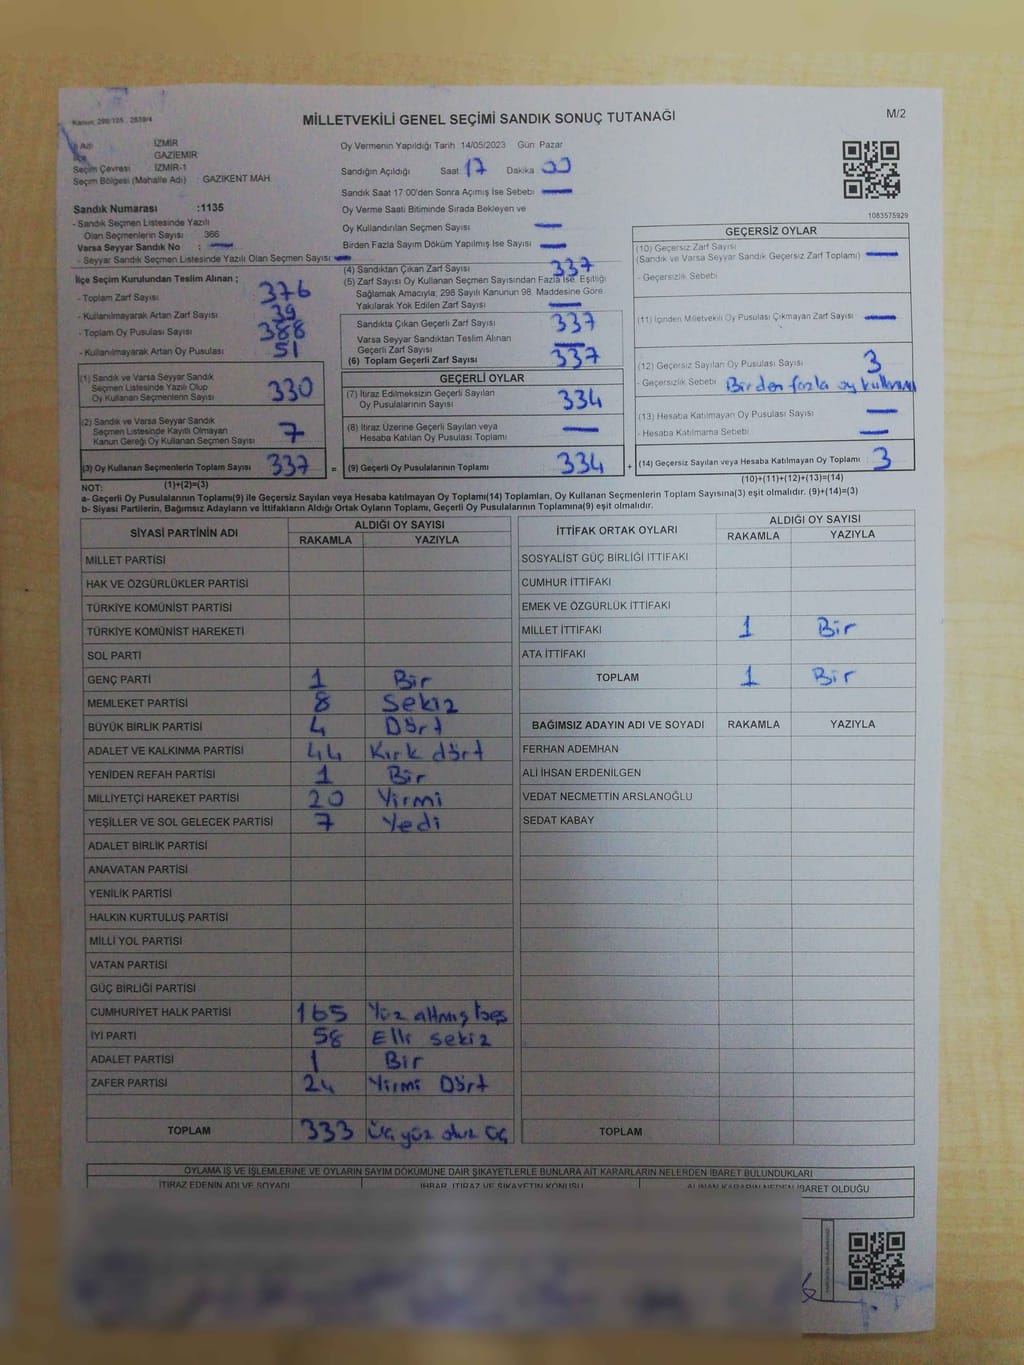 Kanun: 298/105 , 2839/4
MİLLETVEKİLİ GENEL SEÇİMİ SANDIK SONUÇ TUTANAĞI
M/2
İli Adı İZMİR
İlçe GAZİEMİR
Seçim Çevresi İZMİR-1
Seçim Bölgesi (Mahalle Adı) : GAZİKENT MAH
Sandık Numarası :1135
- Sandık Seçmen Listesinde Yazılı
Olan Seçmenlerin Sayısı : 366
Varsa Seyyar Sandık No : —
- Seyyar Sandık Seçmen Listesinde Yazılı Olan Seçmen Sayısı —
Oy Vermenin Yapıldığı Tarih 14/05/2023 Gün Pazar
Sandığın Açıldığı Saat 17 Dakika 00
Sandık Saat 17:00'den Sonra Açımış İse Sebebi —
Oy Verme Saati Bitiminde Sırada Bekleyen ve
Oy Kullandırılan Seçmen Sayısı —
Birden Fazla Sayım Döküm Yapılmış İse Sayısı —
1083575929
İlçe Seçim Kurulundan Teslim Alınan ;
- Toplam Zarf Sayısı 376
- Kullanılmayarak Artan Zarf Sayısı 39
- Toplam Oy Pusulası Sayısı 388
- Kullanılmayarak Artan Oy Pusulası 51
(1) Sandık ve Varsa Seyyar Sandık
Seçmen Listesinde Yazılı Olup
Oy Kullanan Seçmenlerin Sayısı 330
(2) Sandık ve Varsa Seyyar Sandık
Seçmen Listesinde Kayıtlı Olmayan
Kanun Gereği Oy Kullanan Seçmen Sayısı 7
(3) Oy Kullanan Seçmenlerin Toplam Sayısı 337 =
(4) Sandıktan Çıkan Zarf Sayısı 337
(5) Zarf Sayısı Oy Kullanan Seçmen Sayısından Fazla İse, Eşitliği
Sağlamak Amacıyla, 298 Sayılı Kanunun 98. Maddesine Göre
Yakılarak Yok Edilen Zarf Sayısı —
Sandıkta Çıkan Geçerli Zarf Sayısı 337
Varsa Seyyar Sandıktan Teslim Alınan
Geçerli Zarf Sayısı —
(6) Toplam Geçerli Zarf Sayısı 337
GEÇERLİ OYLAR
(7) İtiraz Edilmeksizin Geçerli Sayılan
Oy Pusulalarının Sayısı 334
(8) İtiraz Üzerine Geçerli Sayılan veya
Hesaba Katılan Oy Pusulası Toplamı —
(9) Geçerli Oy Pusulalarının Toplamı 334 +
GEÇERSİZ OYLAR
(10) Geçersiz Zarf Sayısı
(Sandık ve Varsa Seyyar Sandık Geçersiz Zarf Toplamı) —
- Geçersizlik Sebebi
(11) İçinden Milletvekili Oy Pusulası Çıkmayan Zarf Sayısı —
(12) Geçersiz Sayılan Oy Pusulası Sayısı 3
- Geçersizlik Sebebi Birden fazla oy kullanımı
(13) Hesaba Katılmayan Oy Pusulası Sayısı —
- Hesaba Katılmama Sebebi —
(14) Geçersiz Sayılan veya Hesaba Katılmayan Oy Toplamı 3
NOT: (1)+(2)=(3) (10)+(11)+(12)+(13)=(14)
a- Geçerli Oy Pusulalarının Toplamı(9) ile Geçersiz Sayılan veya Hesaba Katılmayan Oy Toplamı(14) Toplamları, Oy Kullanan Seçmenlerin Toplam Sayısına(3) eşit olmalıdır. (9)+(14)=(3)
b- Siyasi Partilerin, Bağımsız Adayların ve İttifakların Aldığı Ortak Oyların Toplamı, Geçerli Oy Pusulalarının Toplamına(9) eşit olmalıdır.
SİYASİ PARTİNİN ADI ALDIĞI OY SAYISI
RAKAMLA YAZIYLA
MİLLET PARTİSİ
HAK VE ÖZGÜRLÜKLER PARTİSİ
TÜRKİYE KOMÜNİST PARTİSİ
TÜRKİYE KOMÜNİST HAREKETİ
SOL PARTİ
GENÇ PARTİ 1 Bir
MEMLEKET PARTİSİ 8 Sekiz
BÜYÜK BİRLİK PARTİSİ 4 Dört
ADALET VE KALKINMA PARTİSİ 44 Kırk dört
YENİDEN REFAH PARTİSİ 1 Bir
MİLLİYETÇİ HAREKET PARTİSİ 20 Yirmi
YEŞİLLER VE SOL GELECEK PARTİSİ 7 Yedi
ADALET BİRLİK PARTİSİ
ANAVATAN PARTİSİ
YENİLİK PARTİSİ
HALKIN KURTULUŞ PARTİSİ
MİLLİ YOL PARTİSİ
VATAN PARTİSİ
GÜÇ BİRLİĞİ PARTİSİ
CUMHURİYET HALK PARTİSİ 165 Yüz altmış beş
İYİ PARTİ 58 Elli sekiz
ADALET PARTİSİ 1 Bir
ZAFER PARTİSİ 24 Yirmi Dört
TOPLAM 333 Üç yüz otuz üç
İTTİFAK ORTAK OYLARI ALDIĞI OY SAYISI
RAKAMLA YAZIYLA
SOSYALİST GÜÇ BİRLİĞİ İTTİFAKI
CUMHUR İTTİFAKI
EMEK VE ÖZGÜRLÜK İTTİFAKI
MİLLET İTTİFAKI 1 Bir
ATA İTTİFAKI
TOPLAM 1 Bir
BAĞIMSIZ ADAYIN ADI VE SOYADI RAKAMLA YAZIYLA
FERHAN ADEMHAN
ALİ İHSAN ERDENİLGEN
VEDAT NECMETTİN ARSLANOĞLU
SEDAT KABAY
TOPLAM
OYLAMA İŞ VE İŞLEMLERİNE VE OYLARIN SAYIM DÖKÜMÜNE DAİR ŞİKAYETLERLE BUNLARA AİT KARARLARIN NELERDEN İBARET BULUNDUKLARI
İTİRAZ EDENİN ADI VE SOYADI İHBAR, İTİRAZ VE ŞİKAYETİN KONUSU ALINAN KARARIN NEDEN İBARET OLDUĞU